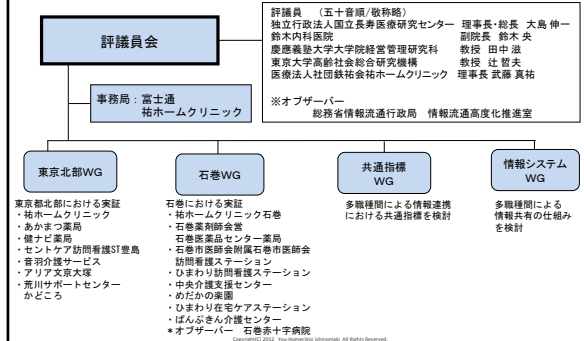 評議員会
評議員 （五十音順/敬称略）
独立行政法人国立長寿医療研究センター 理事長・総長 大島 伸一
鈴木内科医院 副院長 鈴木 央
慶應義塾大学大学院経営管理研究科 教授 田中 滋
東京大学高齢社会総合研究機構 教授 辻 哲夫
医療法人社団鉄祐会祐ホームクリニック 理事長 武藤 真祐
※オブザーバー
総務省情報流通行政局 情報流通高度化推進室
事務局：富士通
祐ホームクリニック
東京北部WG
石巻WG
共通指標
WG
情報システム
WG
東京都北部における実証
・祐ホームクリニック
・あかまつ薬局
・健ナビ薬局
・セントケア訪問看護ST豊島
・音羽介護サービス
・アリア文京大塚
・荒川サポートセンター
かどころ
石巻における実証
・祐ホームクリニック石巻
・石巻薬剤師会営
石巻医薬品センター薬局
・石巻市医師会附属石巻市医師会
訪問看護ステーション
・ひまわり訪問看護ステーション
・中央介護支援センター
・めだかの楽園
・ひまわり在宅ケアステーション
・ぱんぷきん介護センター
＊オブザーバー 石巻赤十字病院
多職種間による情報連携
における共通指標を検討
多職種間による
情報共有の仕組み
を検討
Copyright(C) 2012 You-Homeclinic Ishinomaki All Rights Reserved.